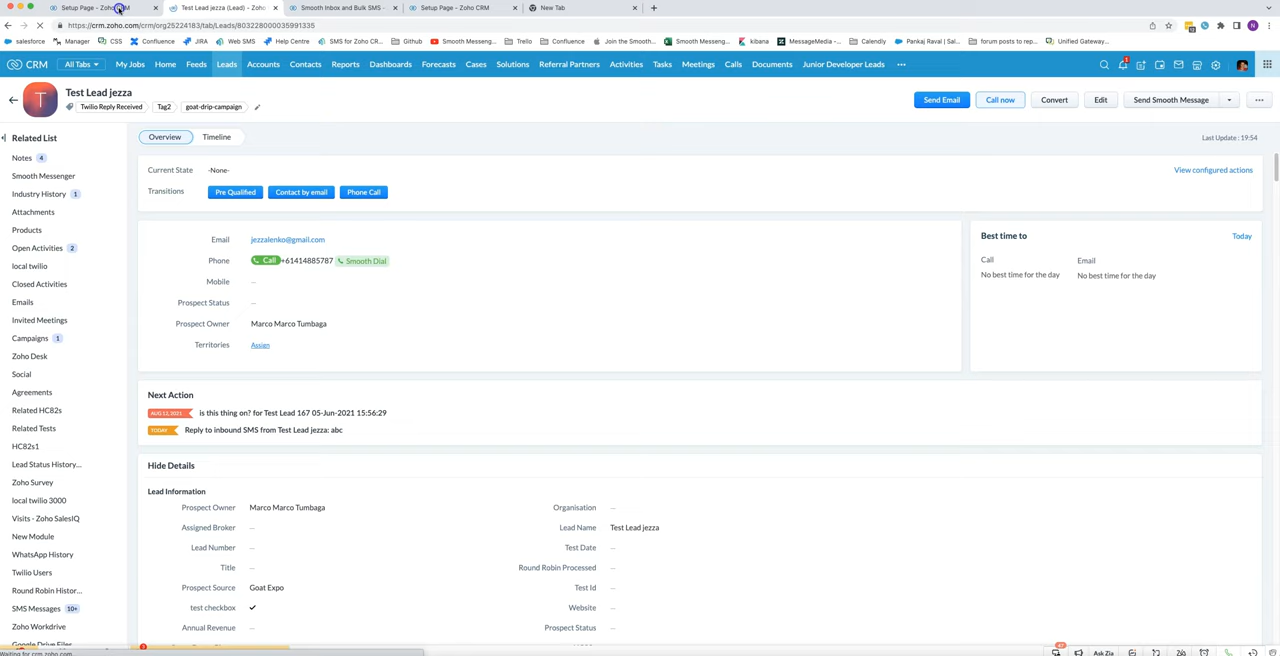 Setup Page - Zoho CRM × Test Lead jezza (Lead) - Zoho × Smooth Inbox and Bulk SMS - × Setup Page - Zoho CRM × New Tab × +
https://crm.zoho.com/crm/org25224183/tab/Leads/803228000035991335
salesforce Manager CSS Confluence JIRA Web SMS Help Centre SMS for Zoho CR... Github Smooth Messeng... Trello Confluence Join the Smooth... Smooth Messeng... kibana MessageMedia -... Calendly Pankaj Raval | Sal... forum posts to rep... Unified Gateway...
CRM All Tabs My Jobs Home Feeds Leads Accounts Contacts Reports Dashboards Forecasts Cases Solutions Referral Partners Activities Tasks Meetings Calls Documents Junior Developer Leads
T
Test Lead jezza
Twilio Reply Received Tag2 goat-drip-campaign
Send Email Call now Convert Edit Send Smooth Message
Related List
Notes 4
Smooth Messenger
Industry History 1
Attachments
Products
Open Activities 2
local twilio
Closed Activities
Emails
Invited Meetings
Campaigns 1
Zoho Desk
Social
Agreements
Related HC82s
Related Tests
HC82s1
Lead Status History...
Zoho Survey
local twilio 3000
Visits - Zoho SalesIQ
New Module
WhatsApp History
Twilio Users
Round Robin Histor...
SMS Messages 10+
Zoho Workdrive
Google Drive Files
Overview Timeline
Last Update : 19:54
Current State -None-
View configured actions
Transitions Pre Qualified Contact by email Phone Call
Email jezzalenko@gmail.com
Phone Call +61414885787 Smooth Dial
Mobile —
Prospect Status —
Prospect Owner Marco Marco Tumbaga
Territories Assign
Best time to Today
Call Email
No best time for the day No best time for the day
Next Action
AUG 12, 2021 is this thing on? for Test Lead 167 05-Jun-2021 15:56:29
TODAY Reply to inbound SMS from Test Lead jezza: abc
Hide Details
Lead Information
Prospect Owner Marco Marco Tumbaga Organisation —
Assigned Broker — Lead Name Test Lead jezza
Lead Number — Test Date —
Title — Round Robin Processed —
Prospect Source Goat Expo Test Id —
test checkbox ✓ Website —
Annual Revenue — Prospect Status —
Waiting for crm.zoho.com...
Ask Zia